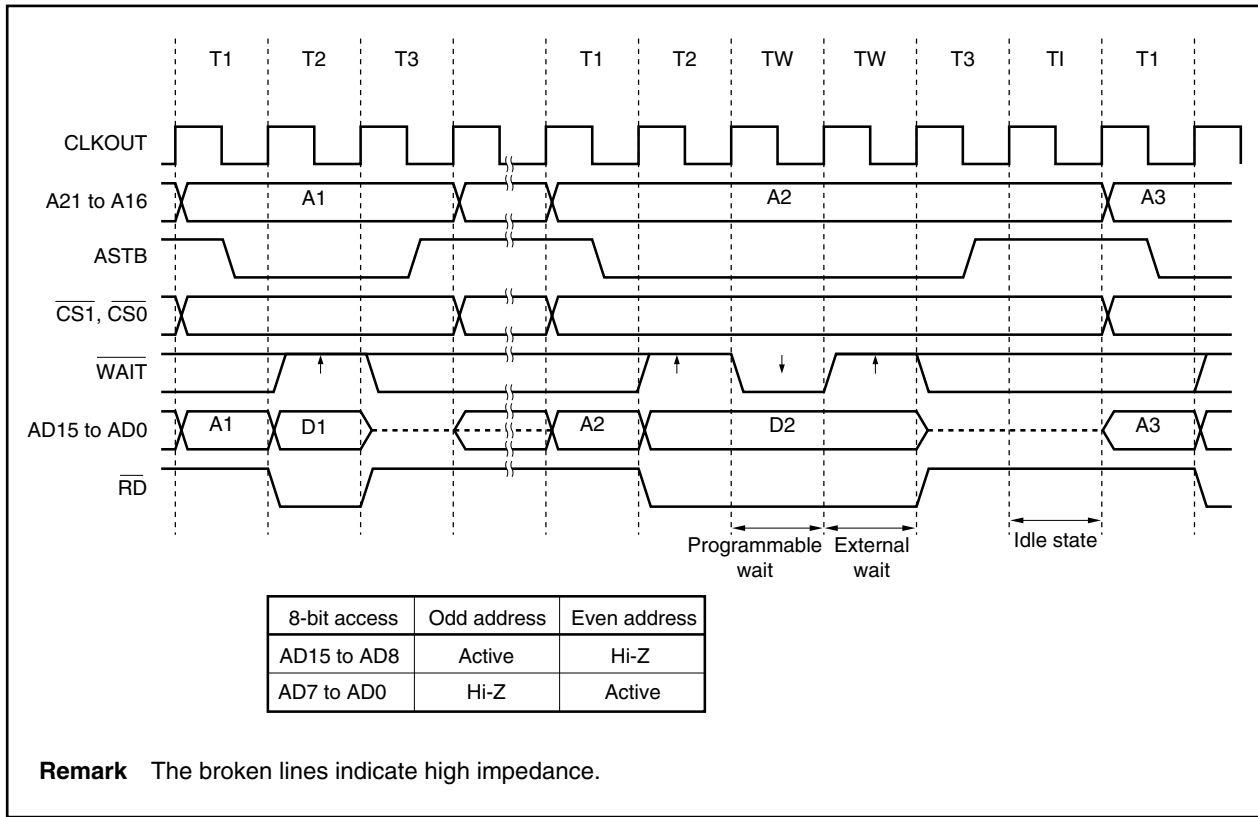 T1 T2 T3 T1 T2 TW TW T3 TI T1
CLKOUT
A21 to A16 A1 A2 A3
ASTB
CS1, CS0
WAIT
AD15 to AD0 A1 D1 A2 D2 A3
RD
Programmable wait
External wait
Idle state
8-bit access Odd address Even address
AD15 to AD8 Active Hi-Z
AD7 to AD0 Hi-Z Active
Remark The broken lines indicate high impedance.